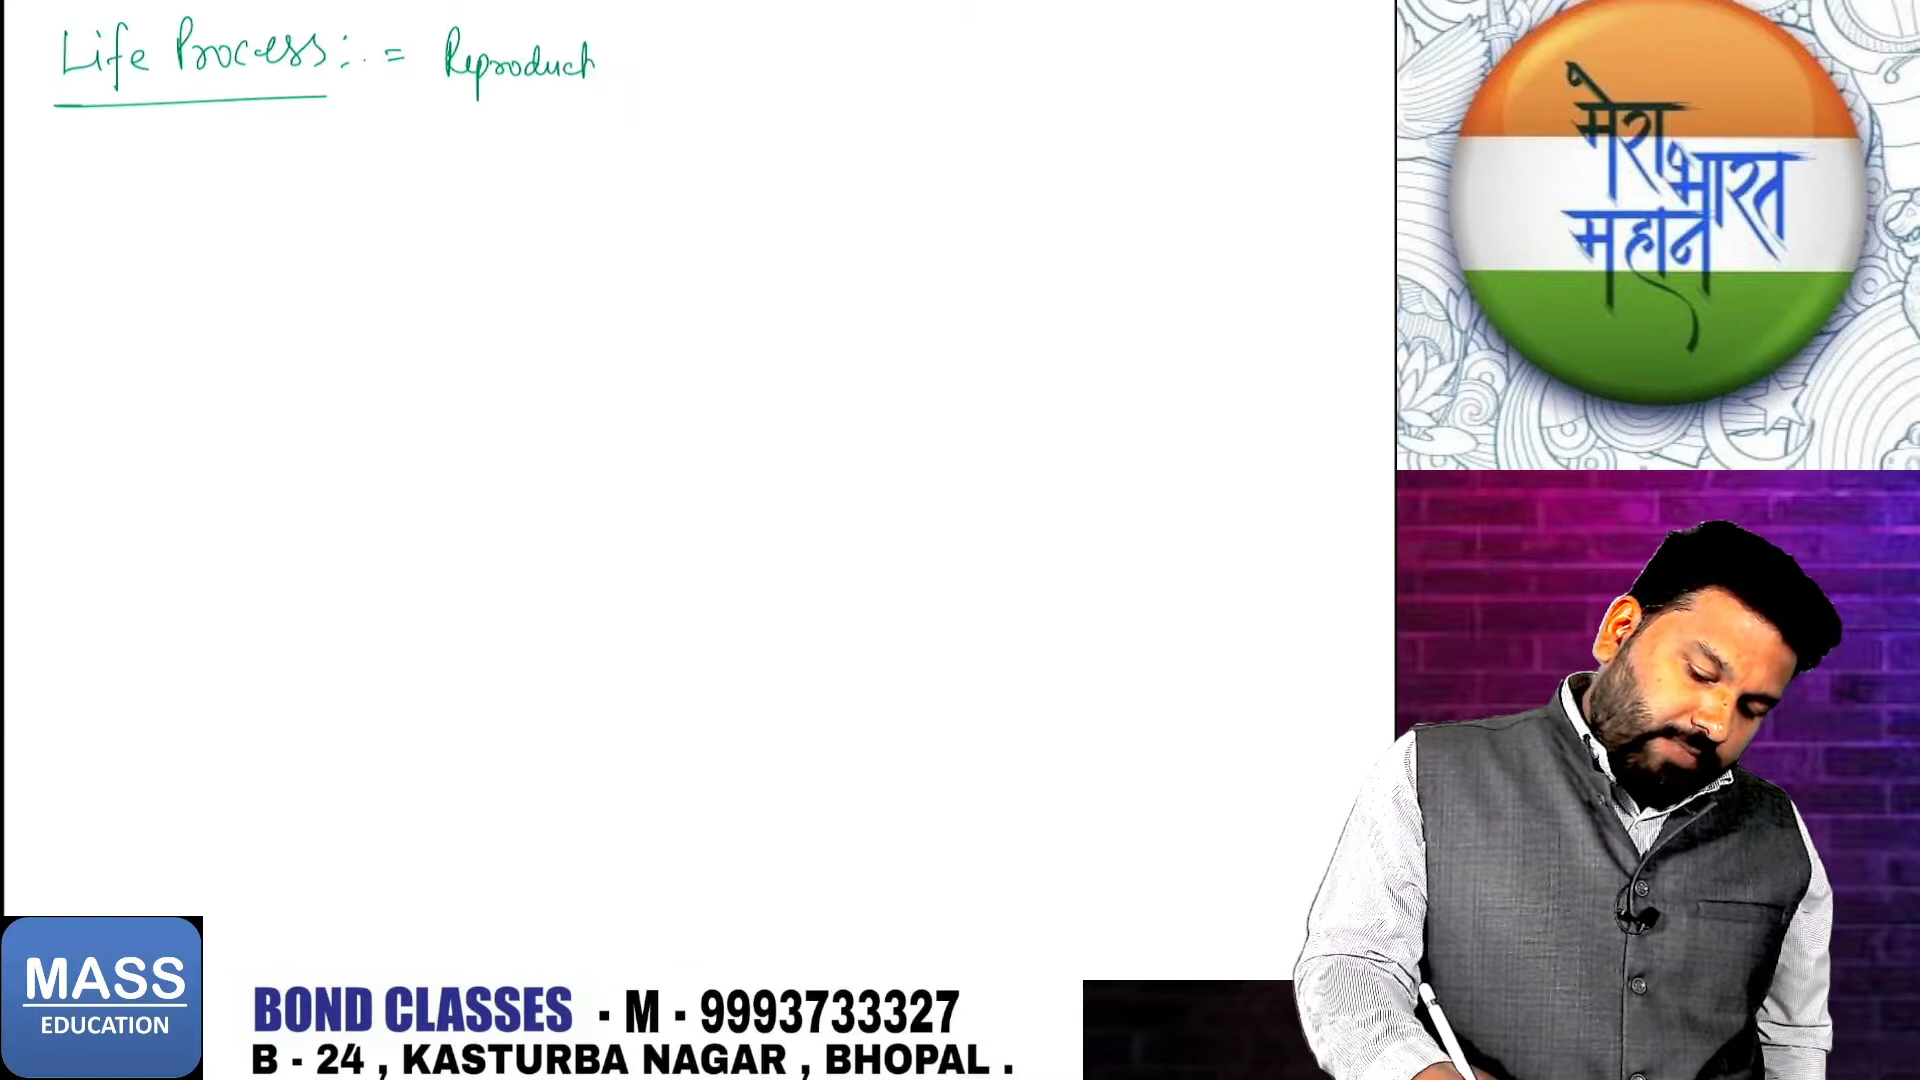 Life Process : = Reproduct
मेरा
भारत
महान
MASS
EDUCATION
BOND CLASSES - M - 9993733327
B - 24 , KASTURBA NAGAR , BHOPAL .